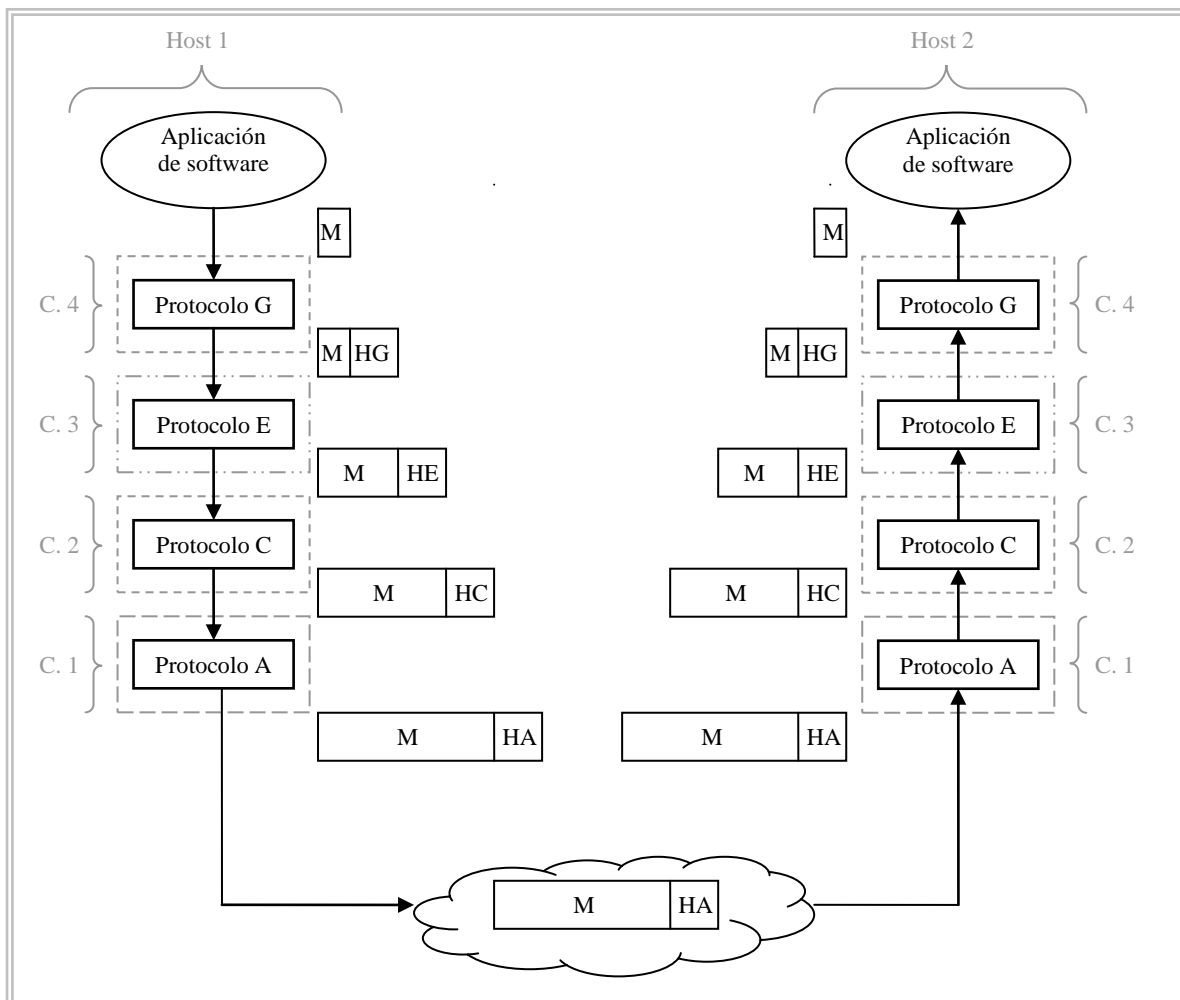 Host 1
Host 2
Aplicación
de software
Aplicación
de software
M
M
C. 4
Protocolo G
Protocolo G
C. 4
M HG
M HG
C. 3
Protocolo E
Protocolo E
C. 3
M HE
M HE
C. 2
Protocolo C
Protocolo C
C. 2
M HC
M HC
C. 1
Protocolo A
Protocolo A
C. 1
M HA
M HA
M HA